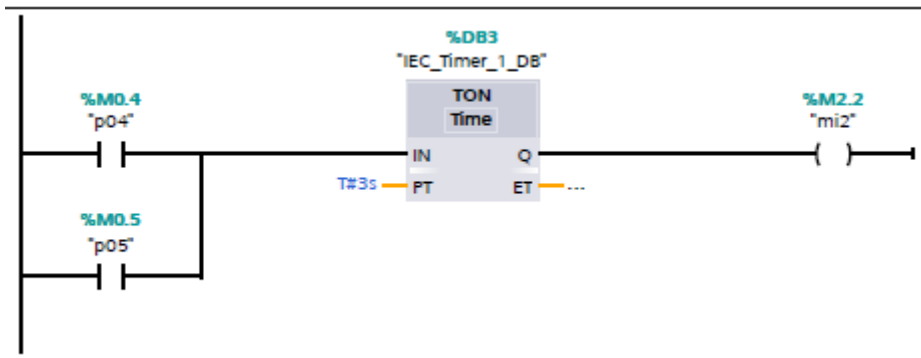 %DB3
"IEC_Timer_1_DB"
TON
Time
%M0.4
"p04"
%M2.2
"mi2"
IN
Q
T#3s
PT
ET
...
%M0.5
"p05"